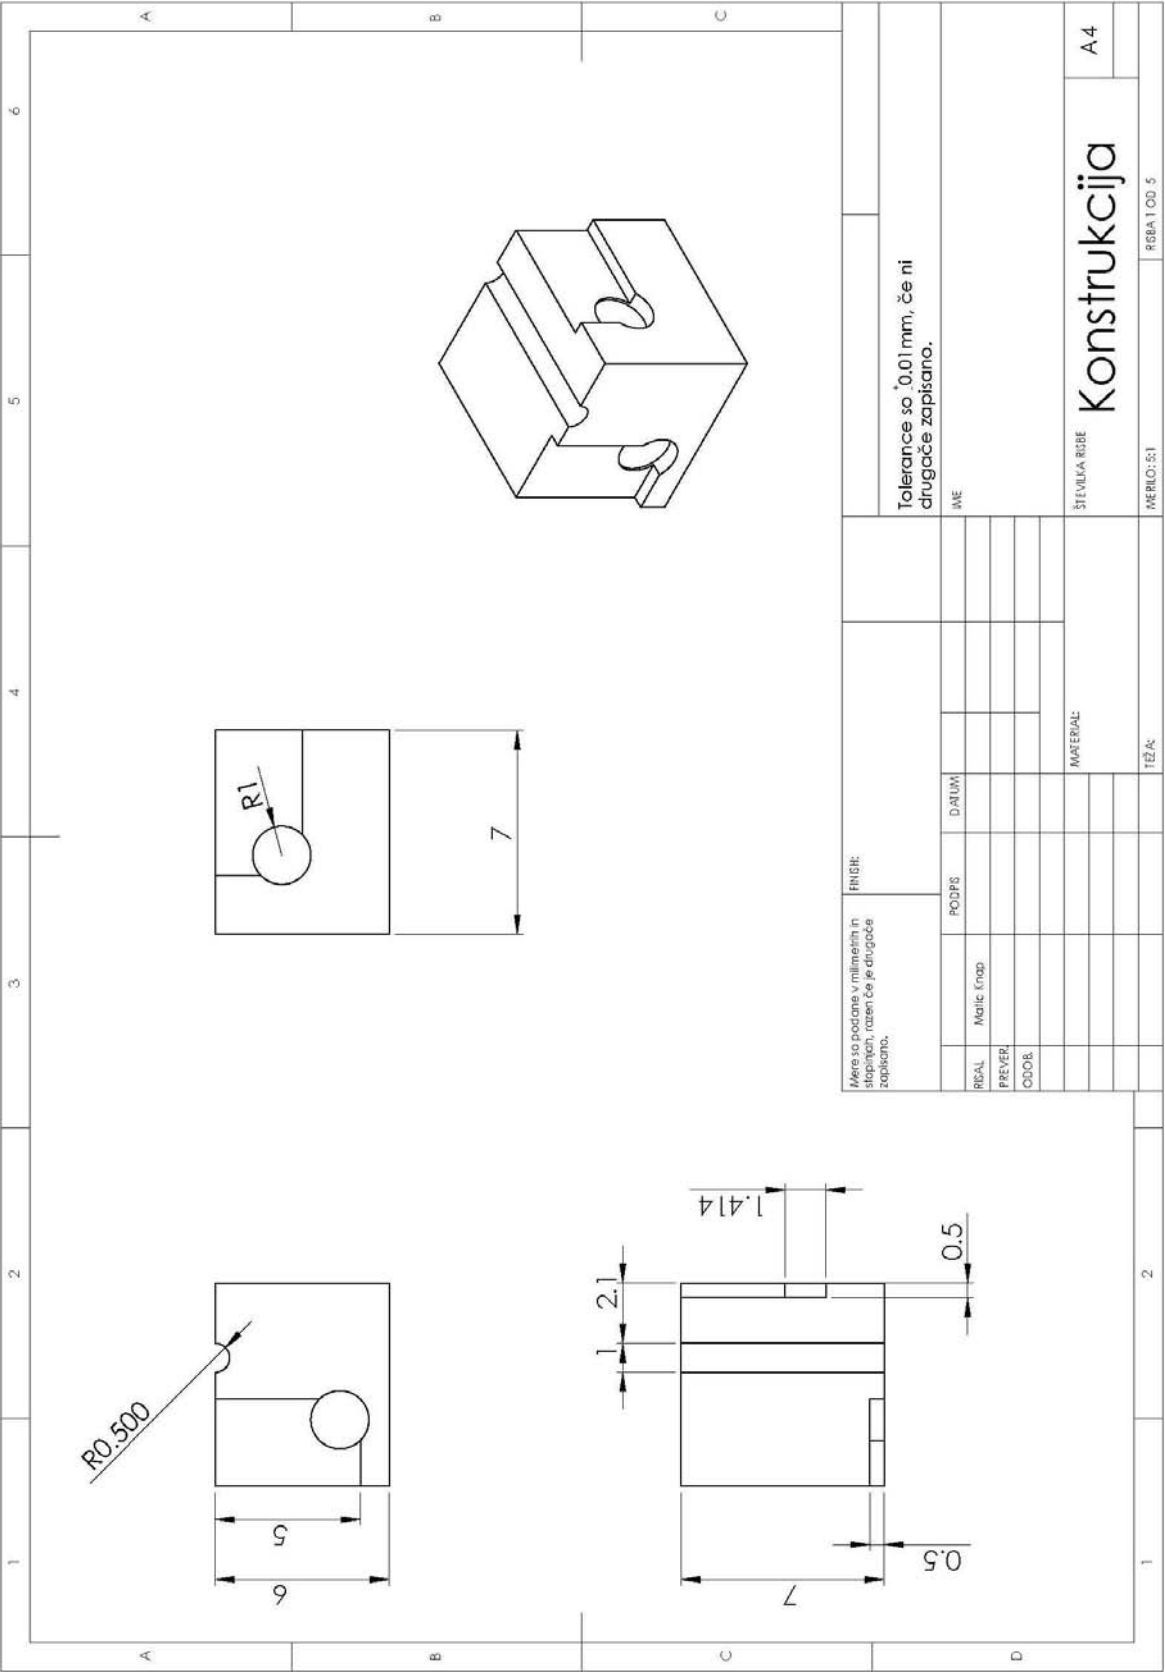 1
2
3
4
5
6
A
B
C
D
A
B
C
1
2
R0.500
5
6
R1
7
1
2.1
1.414
7
0.5
0.5
Mere so podane v milimetrih in
stopinjah, razen če je drugače
zapisano.
FINISH:
Tolerance so ±0.01mm, če ni
drugače zapisano.
PODPIS
DATUM
IME
RISAL
Matic Knap
PREVER.
ODOB.
MATERIAL:
ŠTEVILKA RISBE
Konstrukcija
A4
TEŽA:
MERILO: 5:1
RISBA 1 OD 5